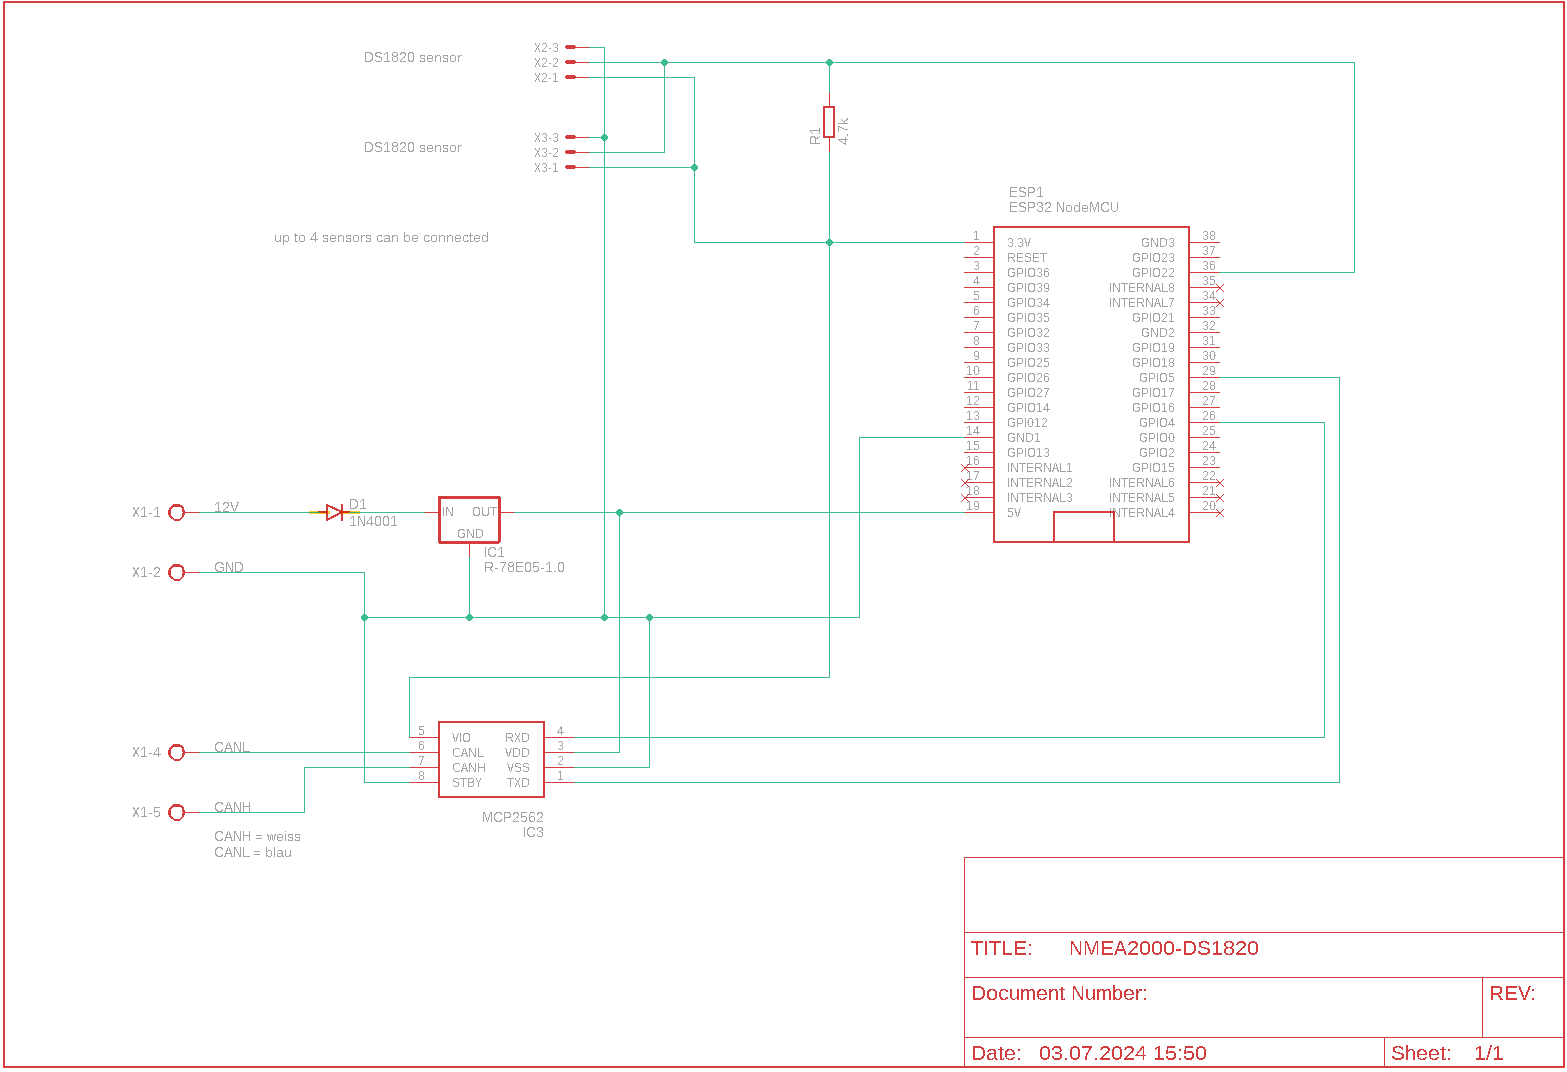 DS1820 sensor
X2-3
X2-2
X2-1
DS1820 sensor
X3-3
X3-2
X3-1
R1
4.7k
up to 4 sensors can be connected
ESP1
ESP32 NodeMCU
1 3.3V GND3 38
2 RESET GPIO23 37
3 GPIO36 GPIO22 36
4 GPIO39 INTERNAL8 35
5 GPIO34 INTERNAL7 34
6 GPIO35 GPIO21 33
7 GPIO32 GND2 32
8 GPIO33 GPIO19 31
9 GPIO25 GPIO18 30
10 GPIO26 GPIO5 29
11 GPIO27 GPIO17 28
12 GPIO14 GPIO16 27
13 GPI012 GPIO4 26
14 GND1 GPIO0 25
15 GPIO13 GPIO2 24
16 INTERNAL1 GPIO15 23
17 INTERNAL2 INTERNAL6 22
18 INTERNAL3 INTERNAL5 21
19 5V INTERNAL4 20
X1-1 12V
D1
1N4001
IN OUT
GND
IC1
R-78E05-1.0
X1-2 GND
5 VIO RXD 4
6 CANL VDD 3
7 CANH VSS 2
8 STBY TXD 1
MCP2562
IC3
X1-4 CANL
X1-5 CANH
CANH = weiss
CANL = blau
TITLE: NMEA2000-DS1820
Document Number:
REV:
Date: 03.07.2024 15:50
Sheet: 1/1